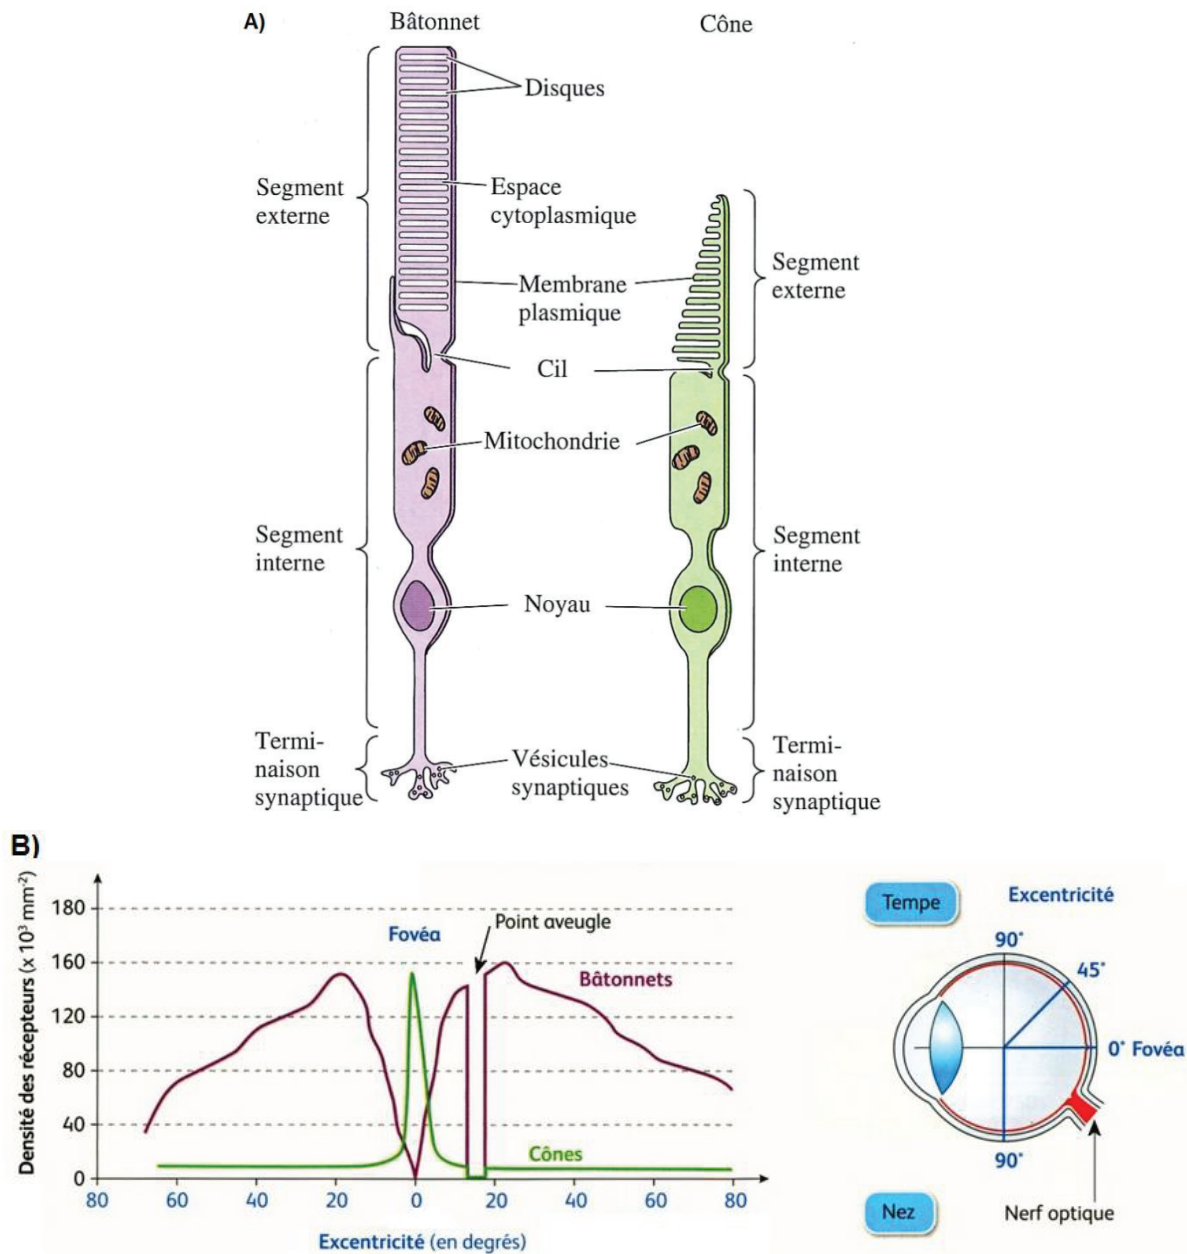 A)
Bâtonnet
Cône
Disques
Segment
externe
Espace
cytoplasmique
Membrane
plasmique
Segment
externe
Cil
Mitochondrie
Segment
interne
Segment
interne
Noyau
Termi-
naison
synaptique
Vésicules
synaptiques
Termi-
naison
synaptique
B)
Densité des récepteurs (x 10³ mm⁻²)
180
160
120
80
40
0
Fovéa
Point aveugle
Bâtonnets
Cônes
80 60 40 20 0 20 40 60 80
Excentricité (en degrés)
Tempe
Excentricité
90°
45°
0° Fovéa
90°
Nez
Nerf optique